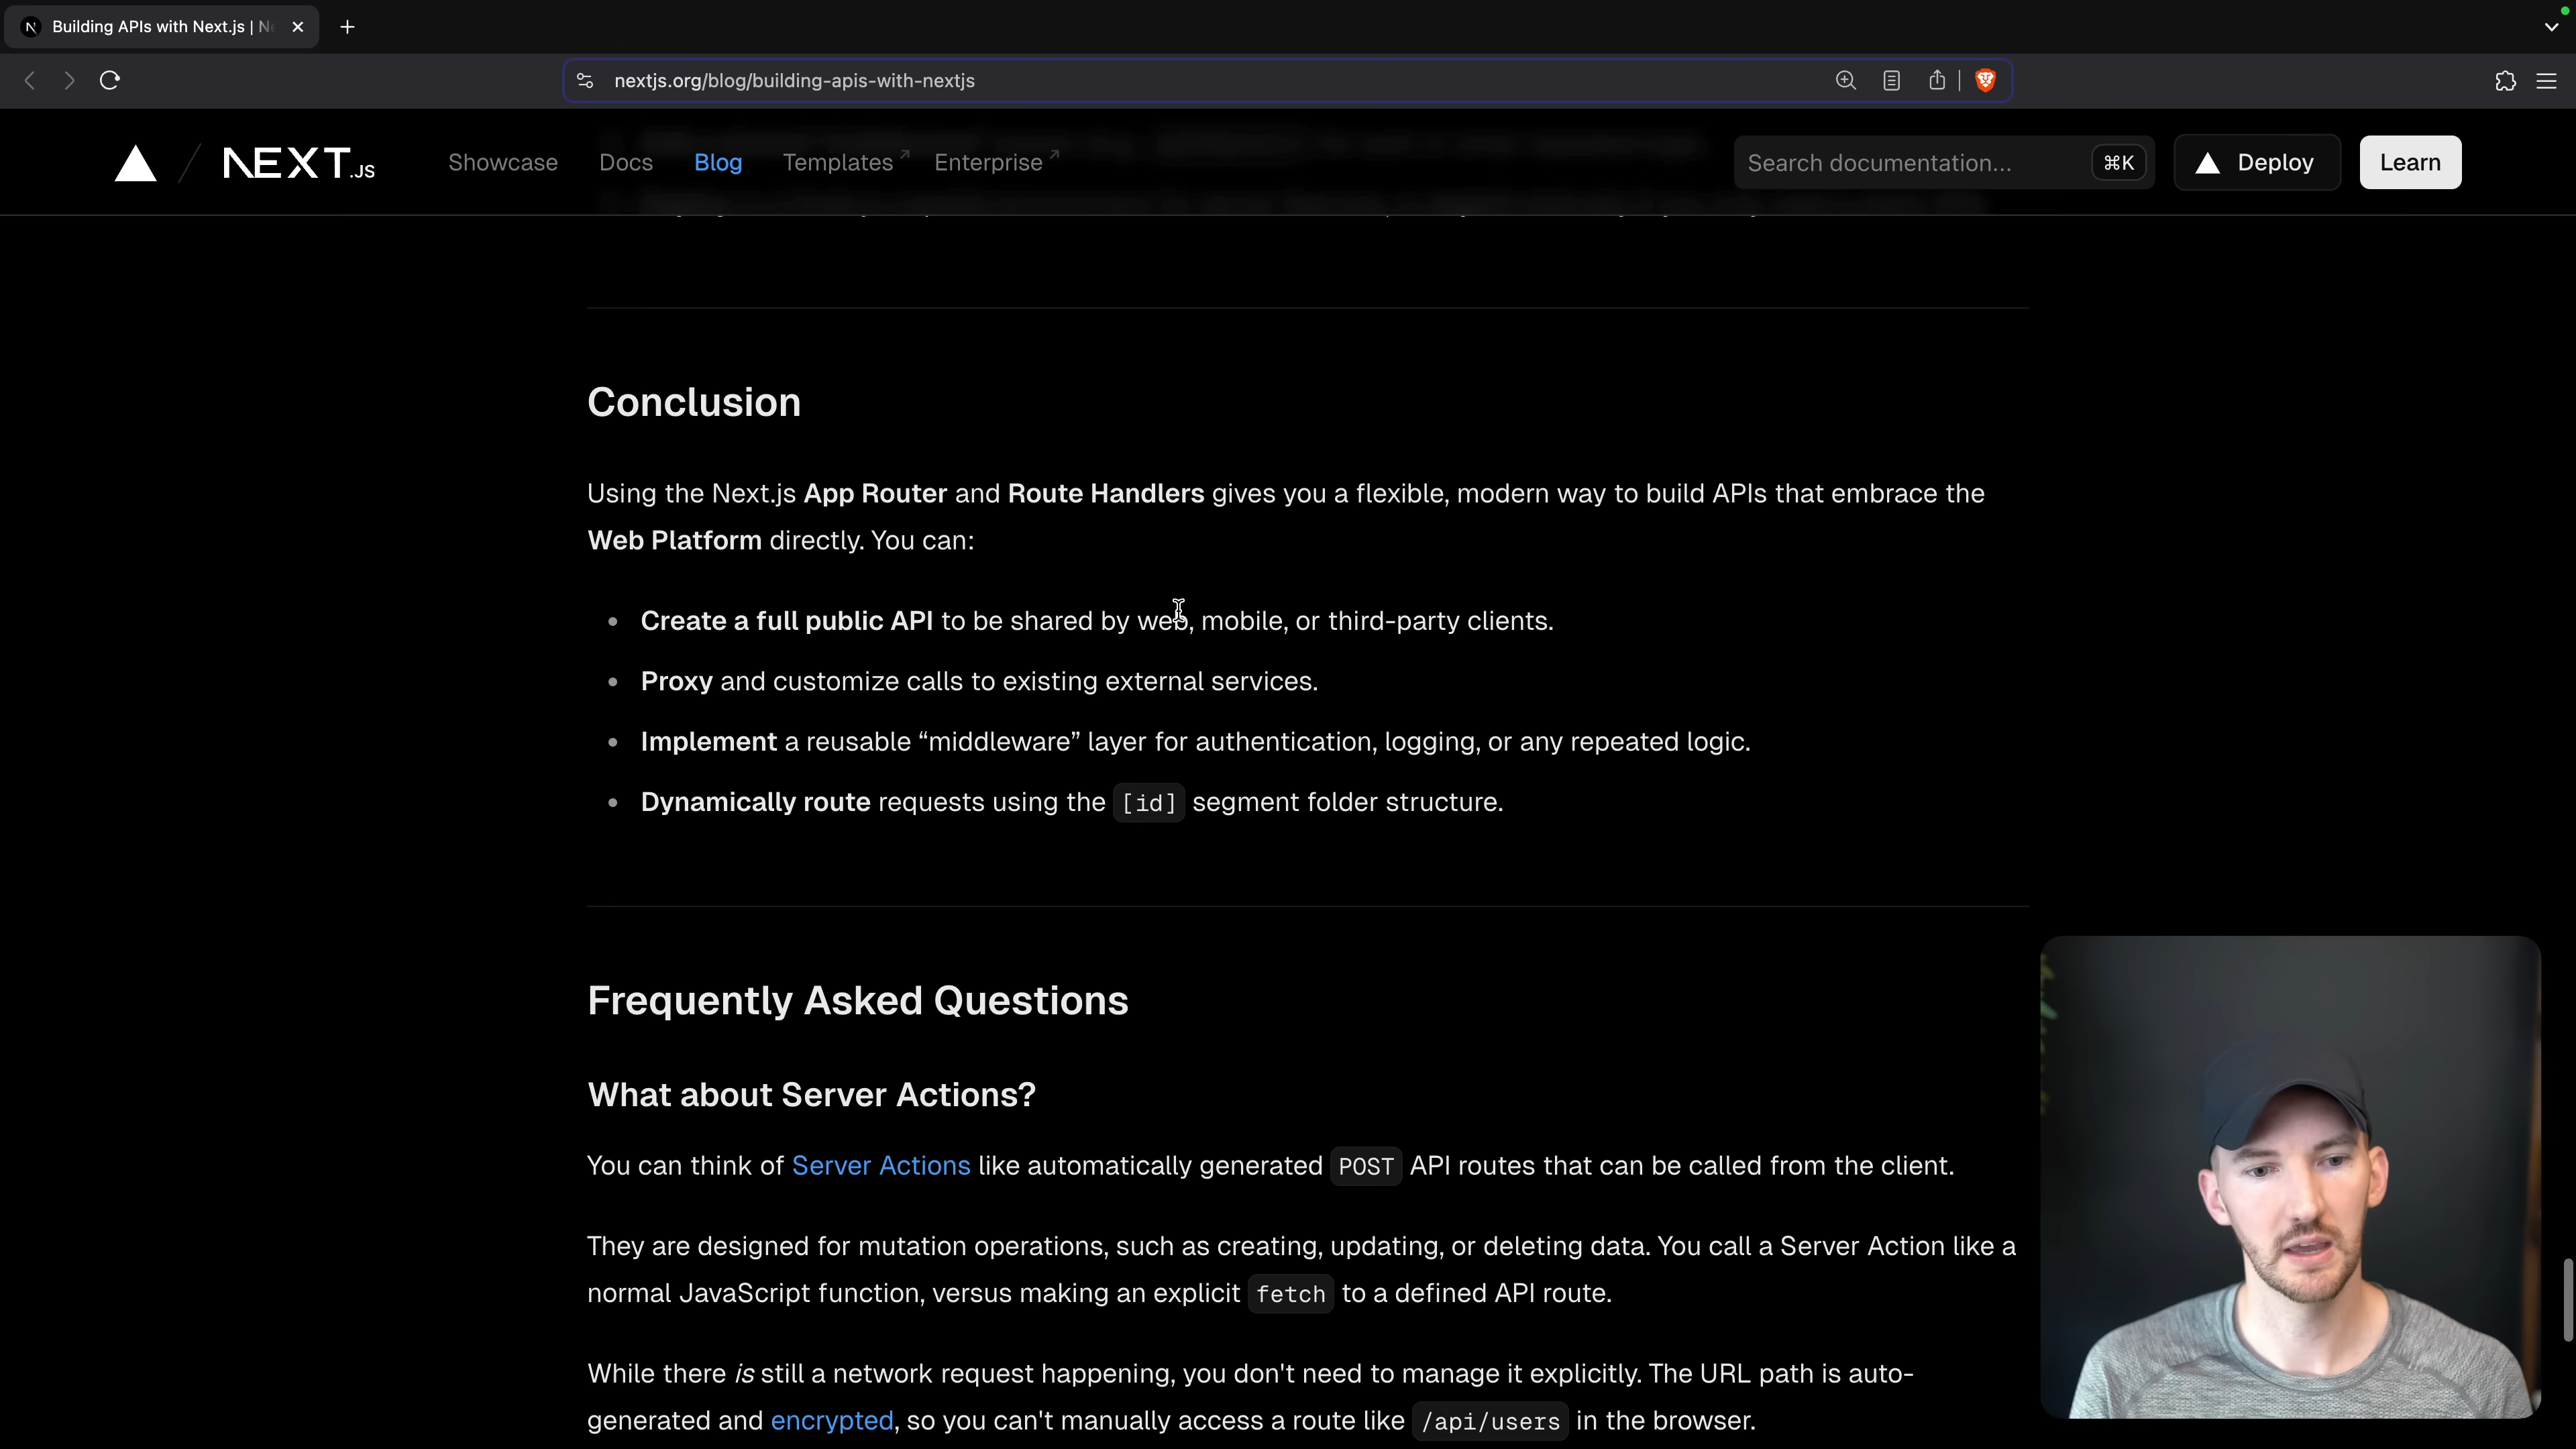 Building APIs with Next.js | Ne
nextjs.org/blog/building-apis-with-nextjs
NEXT.JS
Showcase
Docs
Blog
Templates
Enterprise
Search documentation...
⌘K
Deploy
Learn
Conclusion
Using the Next.js App Router and Route Handlers gives you a flexible, modern way to build APIs that embrace the
Web Platform directly. You can:
• Create a full public API to be shared by web, mobile, or third-party clients.
• Proxy and customize calls to existing external services.
• Implement a reusable “middleware” layer for authentication, logging, or any repeated logic.
• Dynamically route requests using the [id] segment folder structure.
Frequently Asked Questions
What about Server Actions?
You can think of Server Actions like automatically generated POST API routes that can be called from the client.
They are designed for mutation operations, such as creating, updating, or deleting data. You call a Server Action like a
normal JavaScript function, versus making an explicit fetch to a defined API route.
While there is still a network request happening, you don't need to manage it explicitly. The URL path is auto-
generated and encrypted, so you can't manually access a route like /api/users in the browser.